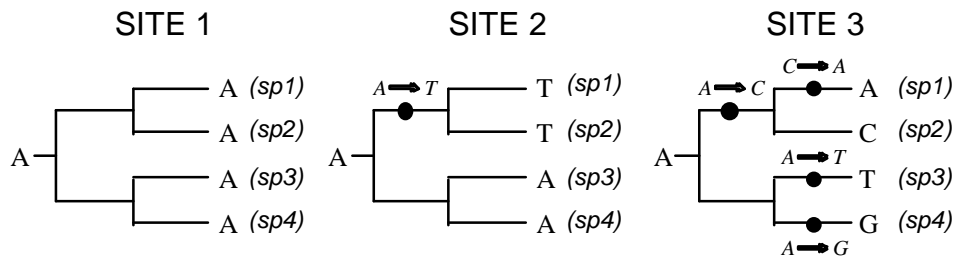 SITE 1
A (sp1)
A (sp2)
A
A (sp3)
A (sp4)
SITE 2
A T
T (sp1)
T (sp2)
A
A (sp3)
A (sp4)
SITE 3
C A
A C
A (sp1)
C (sp2)
A
A T
T (sp3)
G (sp4)
A G